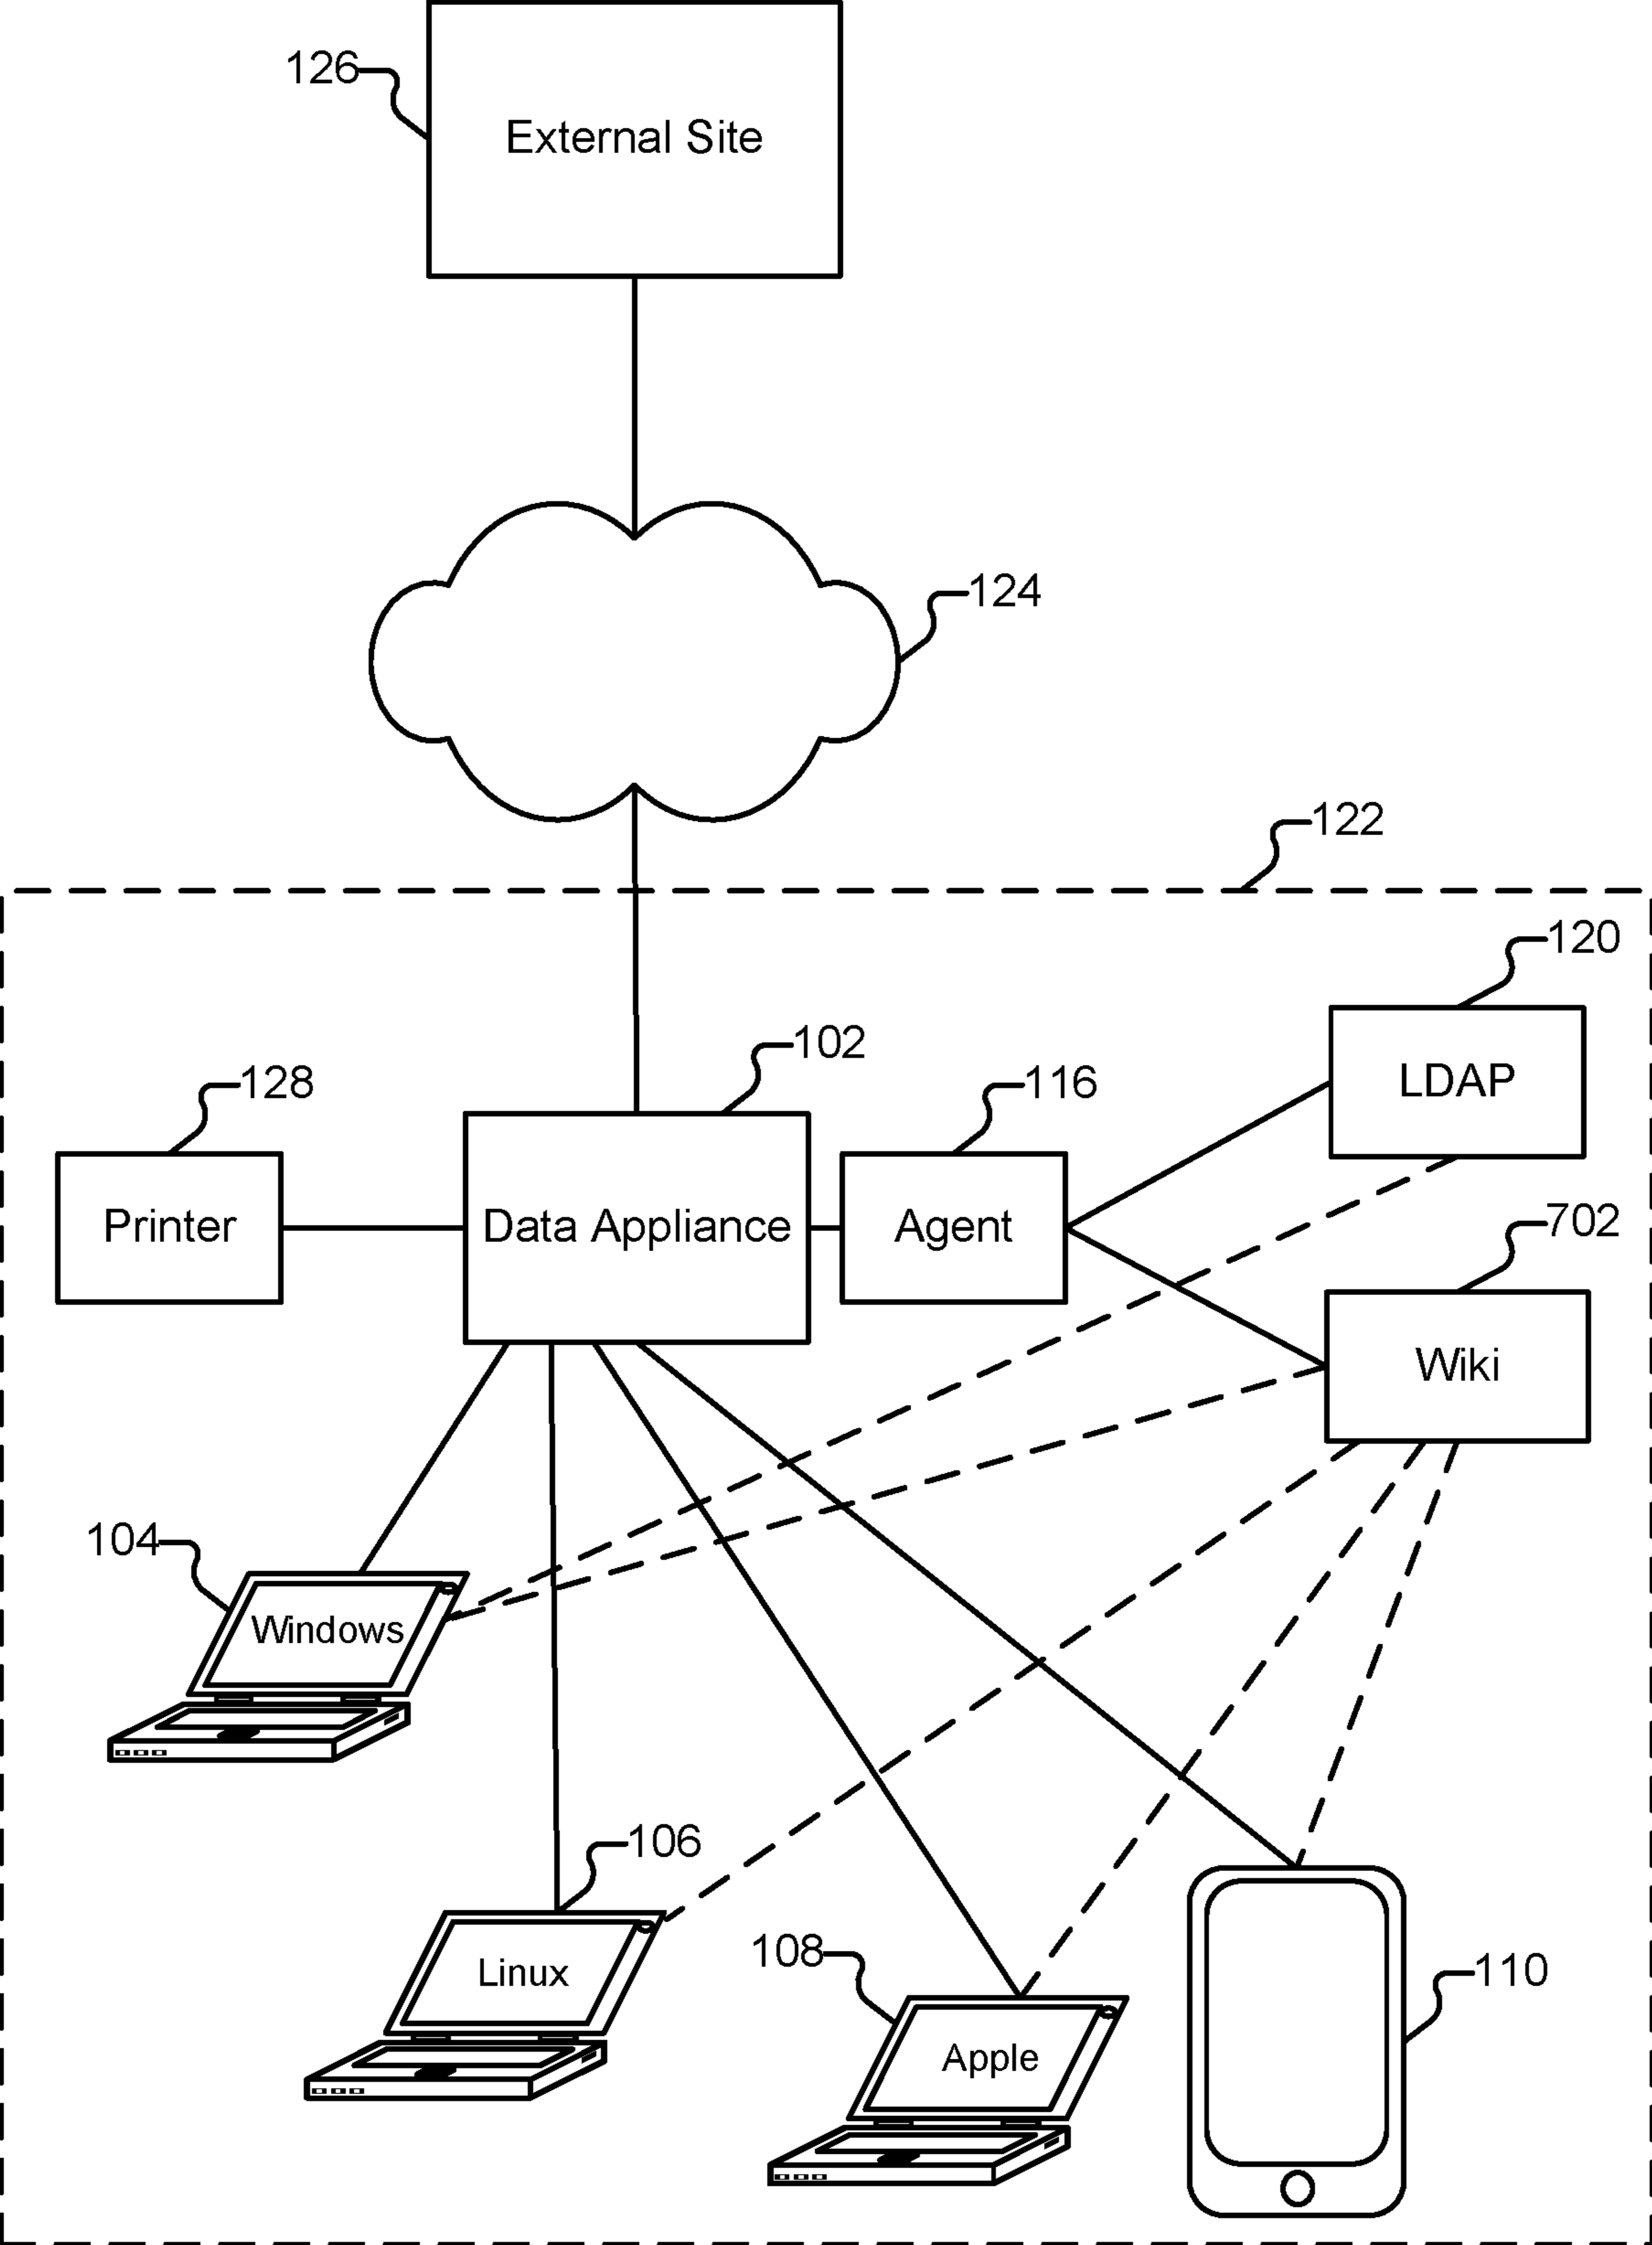 126
External Site
124
122
120
102
128
116
LDAP
702
Printer
Data Appliance
Agent
Wiki
104
Windows
106
108
Linux
110
Apple